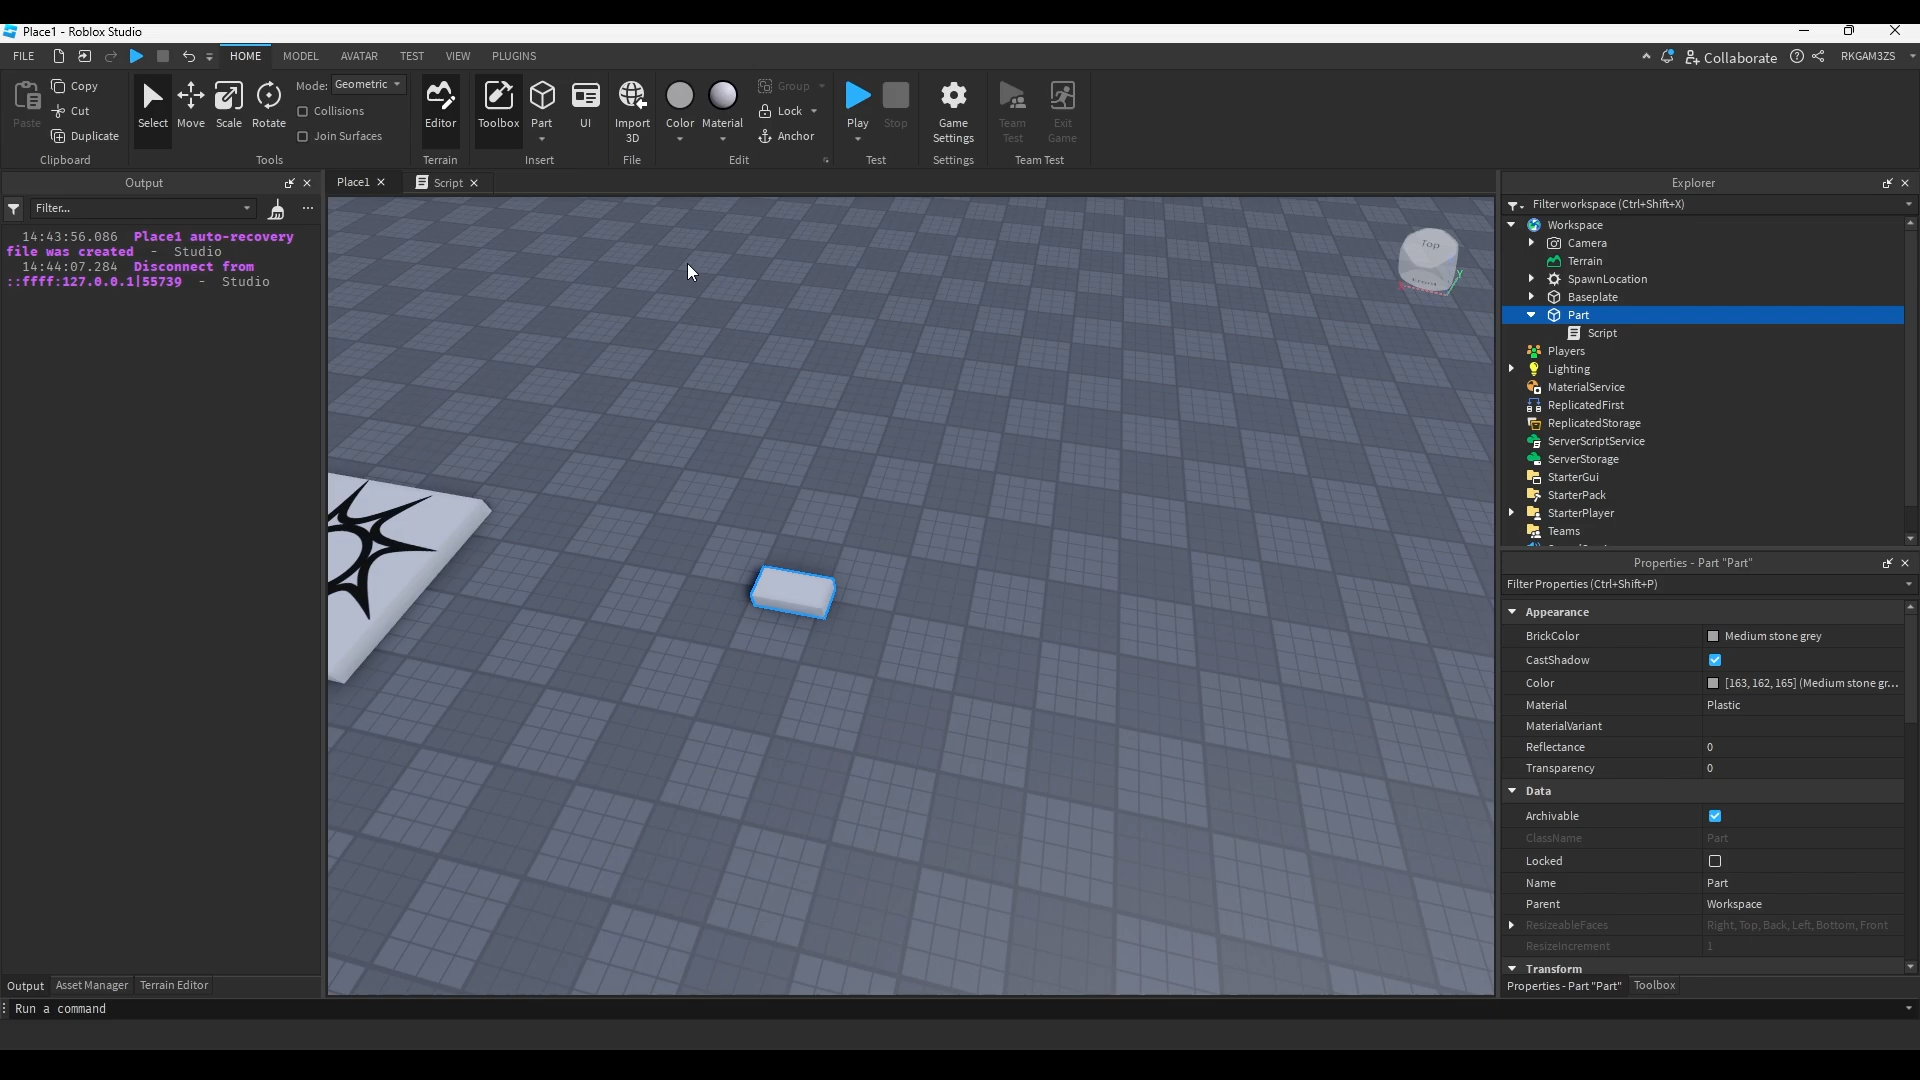 Place1 - Roblox Studio
FILE HOME MODEL AVATAR TEST VIEW PLUGINS Collaborate RKGAM3ZS
Paste Copy Cut Duplicate
Clipboard
Select Move Scale Rotate Mode: Geometric
Collisions
Join Surfaces
Tools
Editor
Terrain
Toolbox Part UI
Insert
Import 3D
File
Color Material Group Lock Anchor
Edit
Play Stop
Test
Game Settings
Settings
Team Test Exit Game
Team Test
Output
Filter...
14:43:56.086 Place1 auto-recovery
file was created - Studio
14:44:07.284 Disconnect from
::ffff:127.0.0.1|55739 - Studio
Output Asset Manager Terrain Editor
Place1 Script
Top
Front
X
Y
Explorer
Filter workspace (Ctrl+Shift+X)
Workspace
Camera
Terrain
SpawnLocation
Baseplate
Part
Script
Players
Lighting
MaterialService
ReplicatedFirst
ReplicatedStorage
ServerScriptService
ServerStorage
StarterGui
StarterPack
StarterPlayer
Teams
Properties - Part "Part"
Filter Properties (Ctrl+Shift+P)
Appearance
BrickColor Medium stone grey
CastShadow
Color [163, 162, 165] (Medium stone gr...
Material Plastic
MaterialVariant
Reflectance 0
Transparency 0
Data
Archivable
ClassName Part
Locked
Name Part
Parent Workspace
ResizeableFaces Right, Top, Back, Left, Bottom, Front
ResizeIncrement 1
Transform
Properties - Part "Part" Toolbox
Run a command